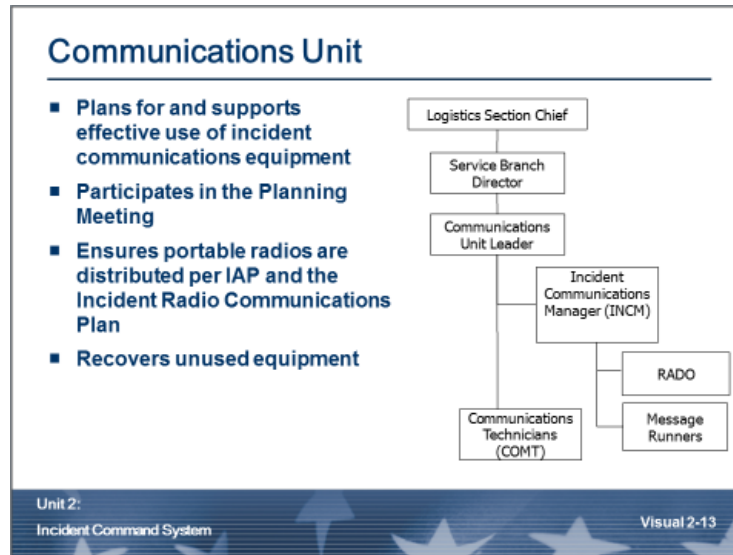 Communications Unit
Plans for and supports
effective use of incident
communications equipment
Participates in the Planning
Meeting
Ensures portable radios are
distributed per IAP and the
Incident Radio Communications
Plan
Recovers unused equipment
Logistics Section Chief
Service Branch
Director
Communications
Unit Leader
Incident
Communications
Manager (INCM)
RADO
Message
Runners
Communications
Technicians
(COMT)
Unit 2:
Incident Command System
Visual 2-13